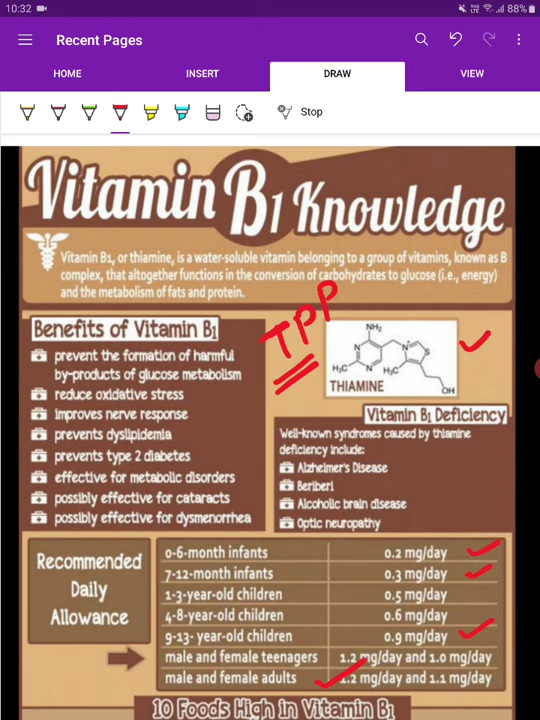 10:32 88%
Recent Pages
HOME INSERT DRAW VIEW
Stop
Vitamin B1 Knowledge
Vitamin B1, or thiamine, is a water-soluble vitamin belonging to a group of vitamins, known as B
complex, that altogether functions in the conversion of carbohydrates to glucose (i.e., energy)
and the metabolism of fats and protein.
TPP
Benefits of Vitamin B1
prevent the formation of harmful
by-products of glucose metabolism
reduce oxidative stress
improves nerve response
prevents dyslipidemia
prevents type 2 diabetes
effective for metabolic disorders
possibly effective for cataracts
possibly effective for dysmenorrhea
NH2
N
N+
S
H3C
N
H3C
OH
THIAMINE
Vitamin B1 Deficiency
Well-known syndromes caused by thiamine
deficiency include:
Alzheimer's Disease
Beriberi
Alcoholic brain disease
Optic neuropathy
Recommended
Daily
Allowance
0-6-month infants 0.2 mg/day
7-12-month infants 0.3 mg/day
1-3-year-old children 0.5 mg/day
4-8-year-old children 0.6 mg/day
9-13- year-old children 0.9 mg/day
male and female teenagers 1.2 mg/day and 1.0 mg/day
male and female adults 1.2 mg/day and 1.1 mg/day
10 Foods High in Vitamin B1